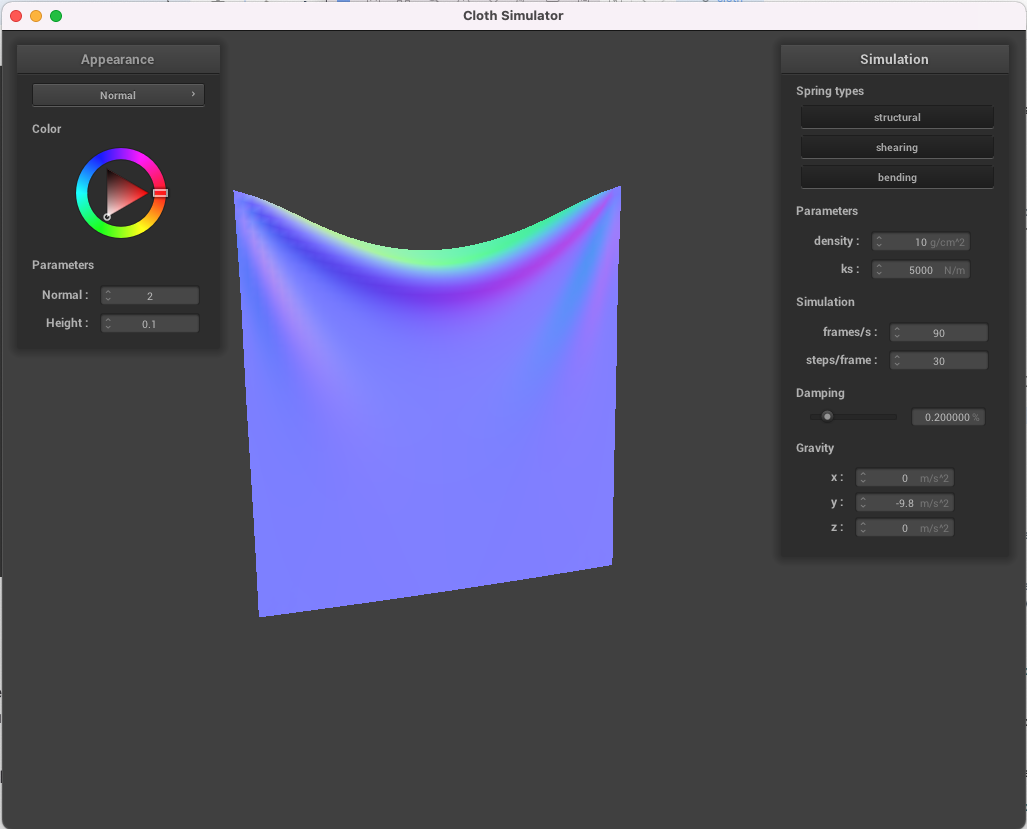 Cloth Simulator
Appearance
Normal
Color
Parameters
Normal : 2
Height : 0.1
Simulation
Spring types
structural
shearing
bending
Parameters
density : 10 g/cm^2
ks : 5000 N/m
Simulation
frames/s : 90
steps/frame : 30
Damping
0.200000 %
Gravity
x : 0 m/s^2
y : -9.8 m/s^2
z : 0 m/s^2